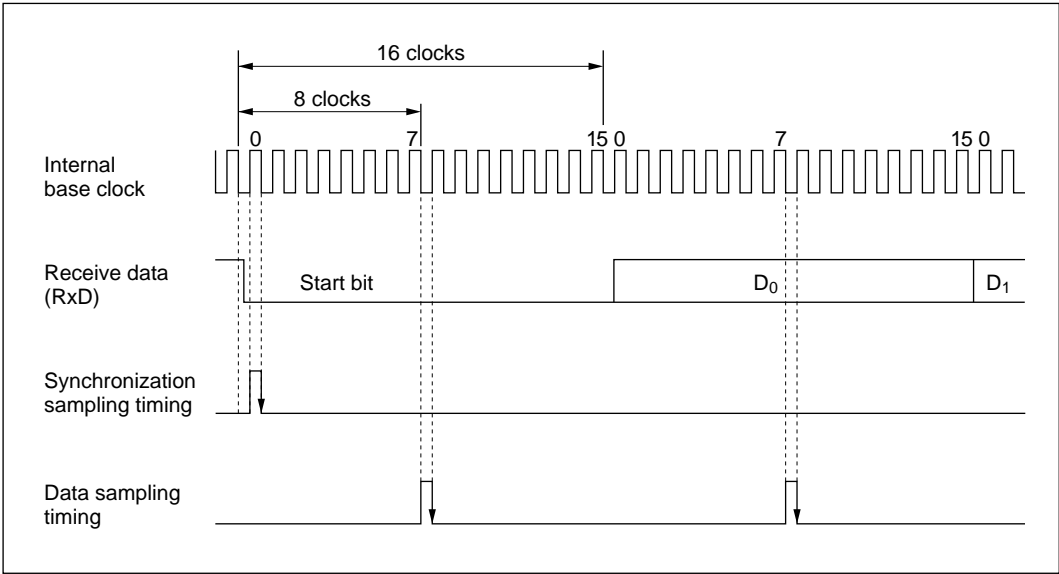 16 clocks
8 clocks
0 7 15 0 7 15 0
Internal
base clock
Receive data
(RxD)
Start bit D₀ D₁
Synchronization
sampling timing
Data sampling
timing